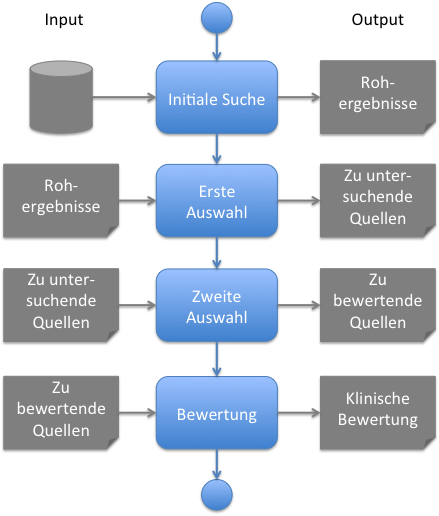 Input
Output
Initiale Suche
Roh-
ergebnisse
Roh-
ergebnisse
Erste
Auswahl
Zu unter-
suchende
Quellen
Zu unter-
suchende
Quellen
Zweite
Auswahl
Zu
bewertende
Quellen
Zu
bewertende
Quellen
Bewertung
Klinische
Bewertung